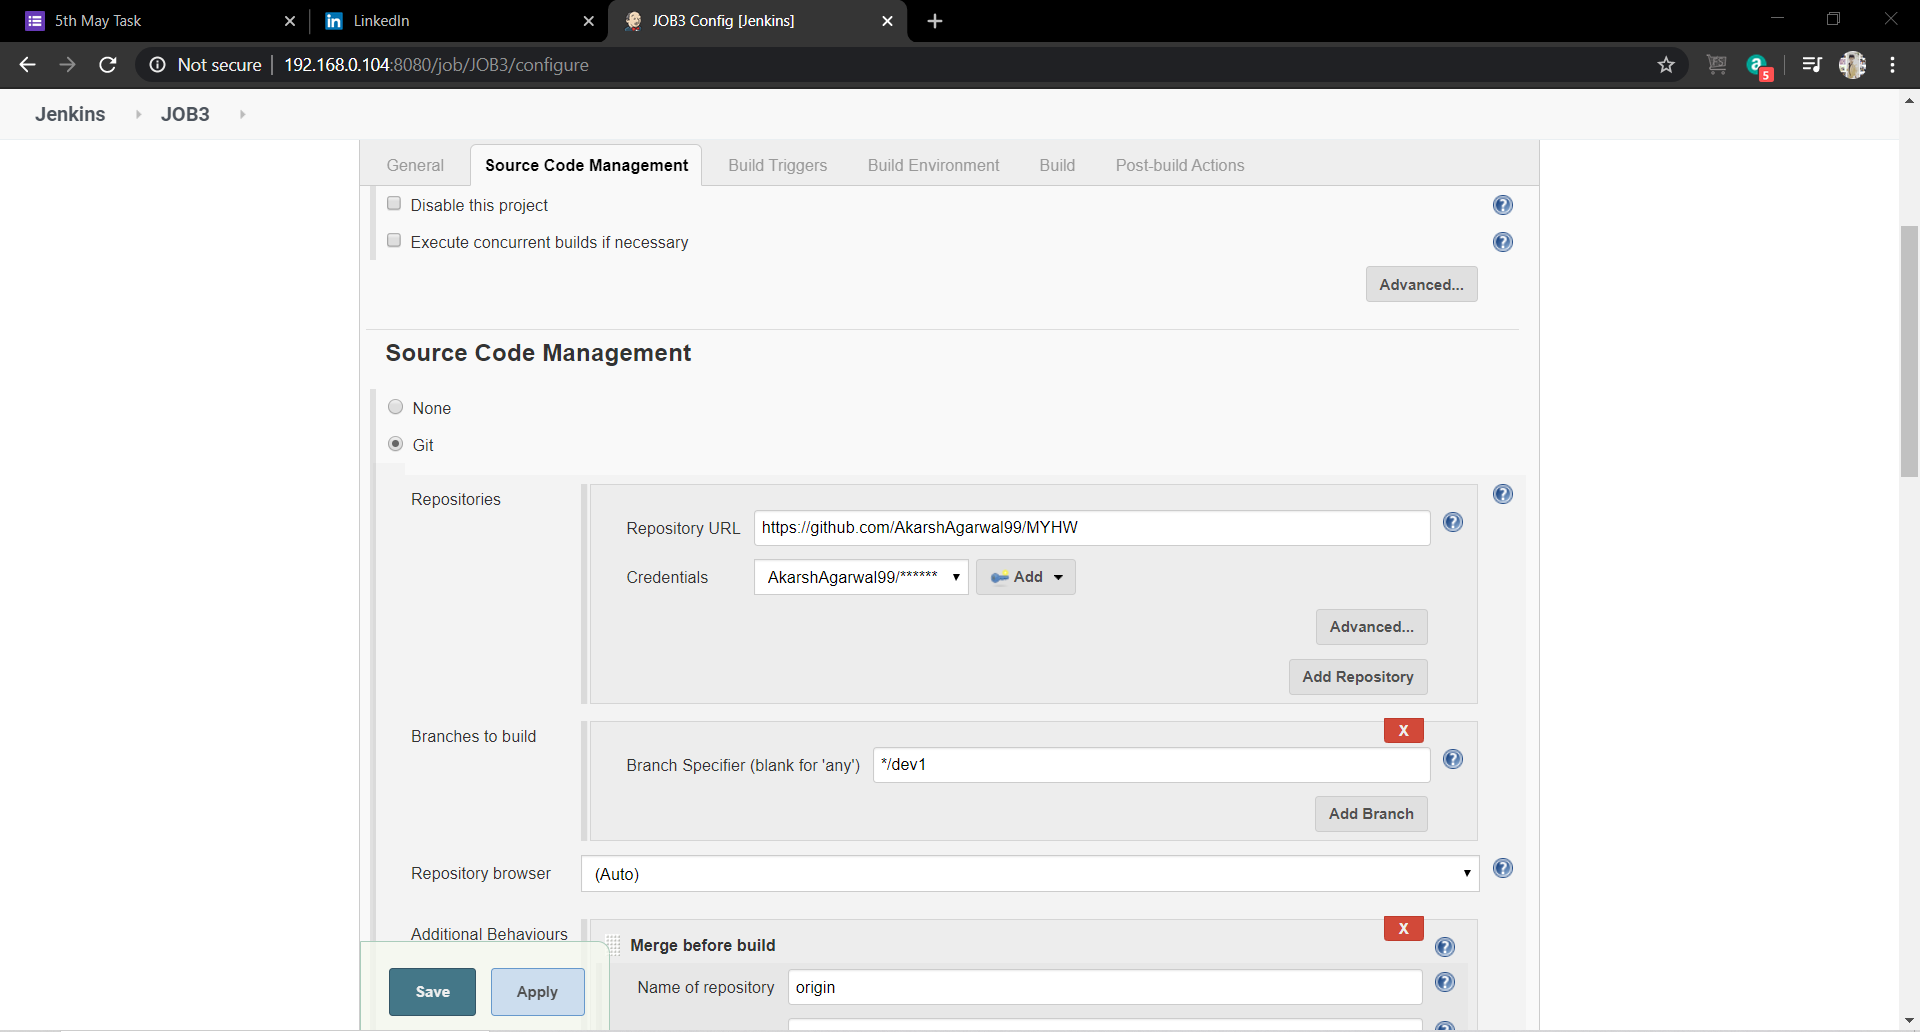 5th May Task
LinkedIn
JOB3 Config [Jenkins]
Not secure 192.168.0.104:8080/job/JOB3/configure
5
Jenkins JOB3
General Source Code Management Build Triggers Build Environment Build Post-build Actions
Disable this project
Execute concurrent builds if necessary
Advanced...
Source Code Management
None
Git
Repositories
Repository URL https://github.com/AkarshAgarwal99/MYHW
Credentials AkarshAgarwal99/****** Add
Advanced...
Add Repository
Branches to build
X
Branch Specifier (blank for 'any') */dev1
Add Branch
Repository browser (Auto)
Additional Behaviours
X
Merge before build
Name of repository origin
Save Apply